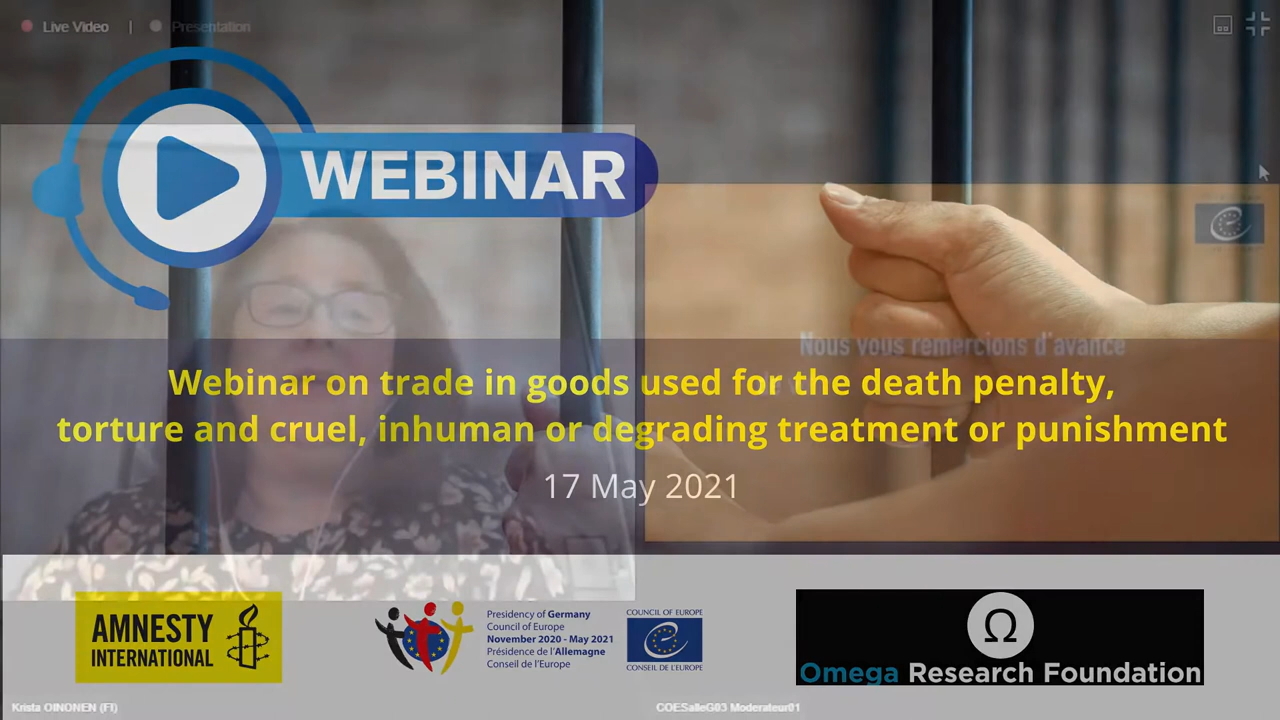 Live Video | Presentation
WEBINAR
Nous vous remercions d'avance
Webinar on trade in goods used for the death penalty,
torture and cruel, inhuman or degrading treatment or punishment
17 May 2021
AMNESTY
INTERNATIONAL
Presidency of Germany
Council of Europe
November 2020 - May 2021
Présidence de l'Allemagne
Conseil de l'Europe
COUNCIL OF EUROPE
CONSEIL DE L'EUROPE
Ω
Omega Research Foundation
Krista OINONEN (FI)
COESalleG03 Moderateur01